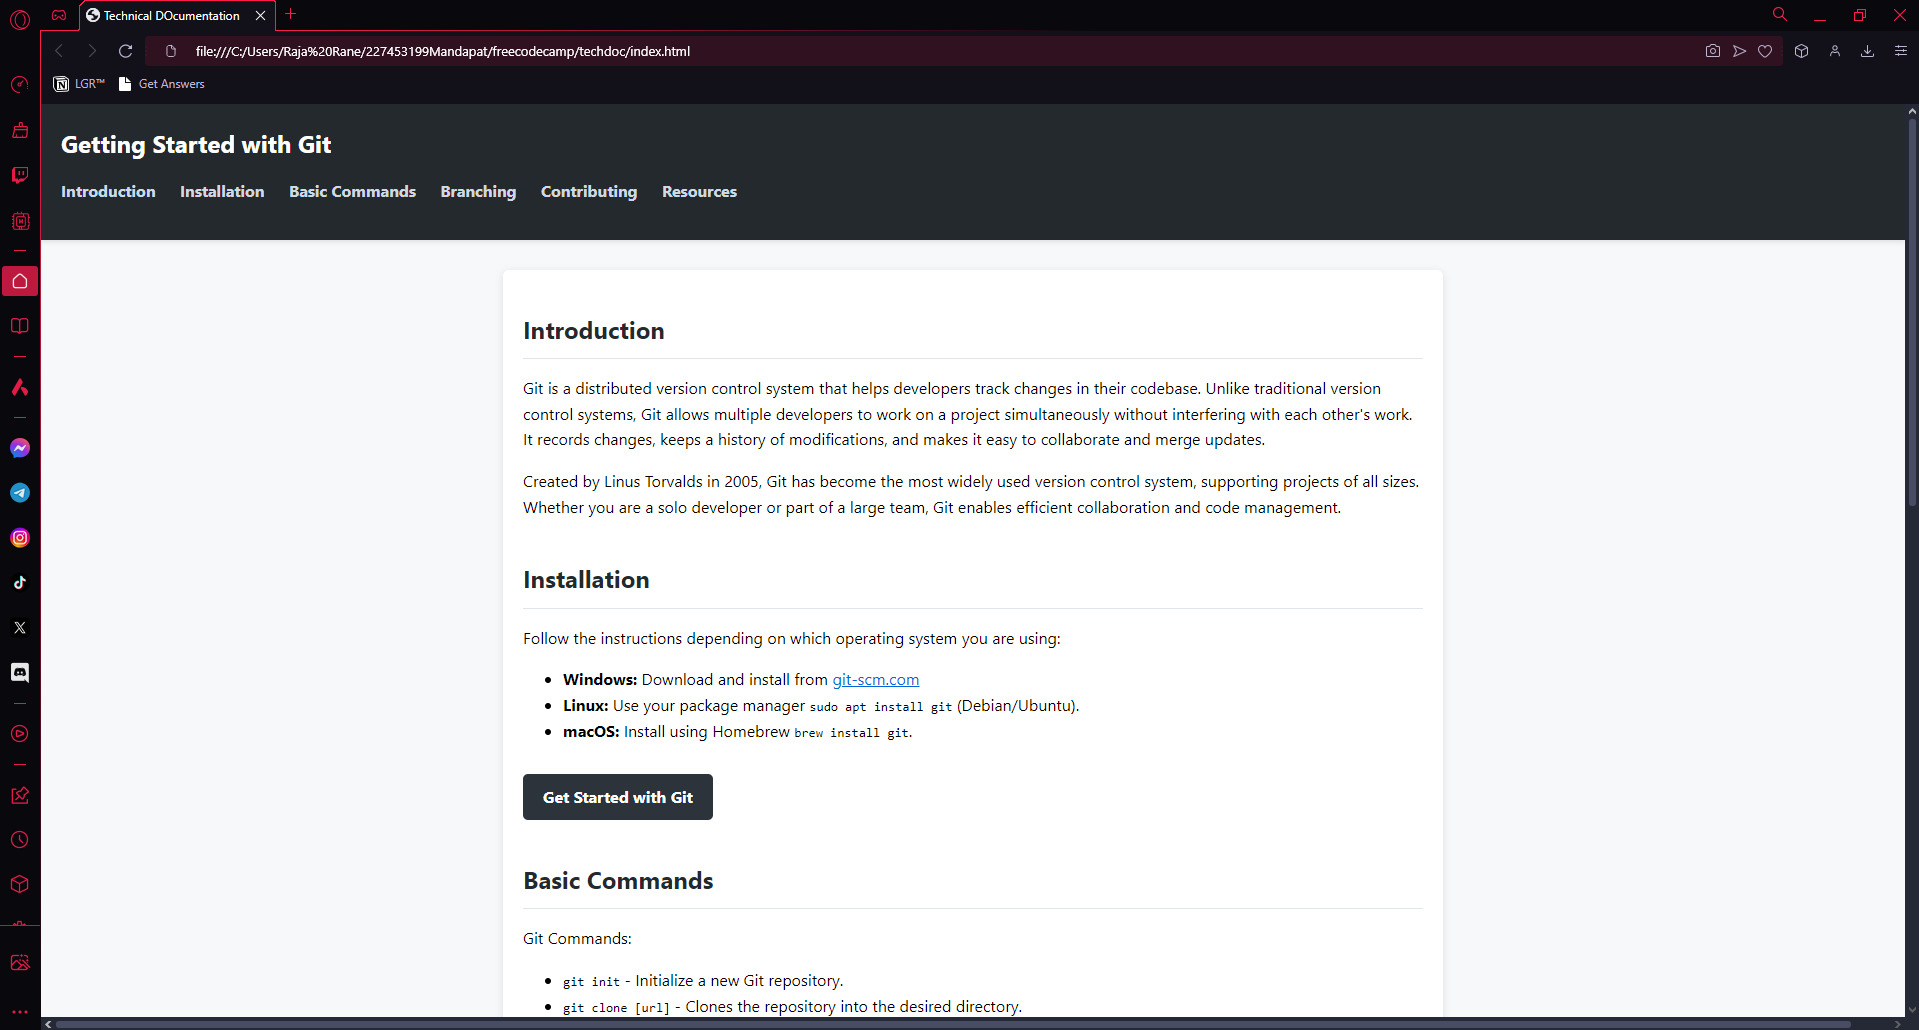 Technical DOcumentation
file:///C:/Users/Raja%20Rane/227453199Mandapat/freecodecamp/techdoc/index.html
LGR™ Get Answers
Getting Started with Git
Introduction Installation Basic Commands Branching Contributing Resources
Introduction
Git is a distributed version control system that helps developers track changes in their codebase. Unlike traditional version
control systems, Git allows multiple developers to work on a project simultaneously without interfering with each other's work.
It records changes, keeps a history of modifications, and makes it easy to collaborate and merge updates.
Created by Linus Torvalds in 2005, Git has become the most widely used version control system, supporting projects of all sizes.
Whether you are a solo developer or part of a large team, Git enables efficient collaboration and code management.
Installation
Follow the instructions depending on which operating system you are using:
Windows: Download and install from git-scm.com
Linux: Use your package manager sudo apt install git (Debian/Ubuntu).
macOS: Install using Homebrew brew install git.
Get Started with Git
Basic Commands
Git Commands:
git init - Initialize a new Git repository.
git clone [url] - Clones the repository into the desired directory.